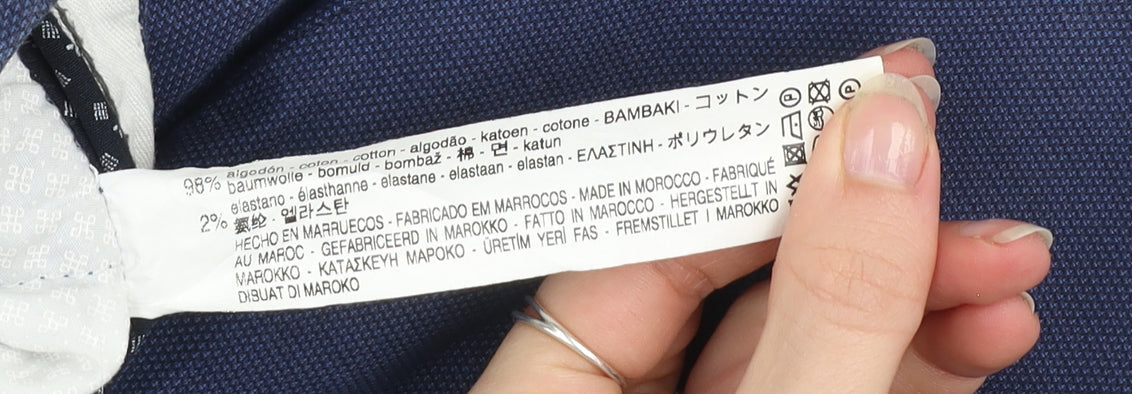 98% algodón - coton - cotton - algodão - katoen - cotone - BAMBAKI - コットン
baumwolle - bomuld - bombaž - 棉 - 면 - katun
2% elastano - élasthanne - elastane - elastaan - elastan - ΕΛΑΣΤΙΝΗ - ポリウレタン
氨纶 - 엘라스탄
HECHO EN MARRUECOS - FABRICADO EM MARROCOS - MADE IN MOROCCO - FABRIQUÉ
AU MAROC - GEFABRICEERD IN MAROKKO - FATTO IN MAROCCO - HERGESTELLT IN
MAROKKO - ΚΑΤΑΣΚΕΥΗ ΜΑΡΟΚΟ - ÜRETİM YERİ FAS - FREMSTILLET I MAROKKO
DIBUAT DI MAROKO
P
P